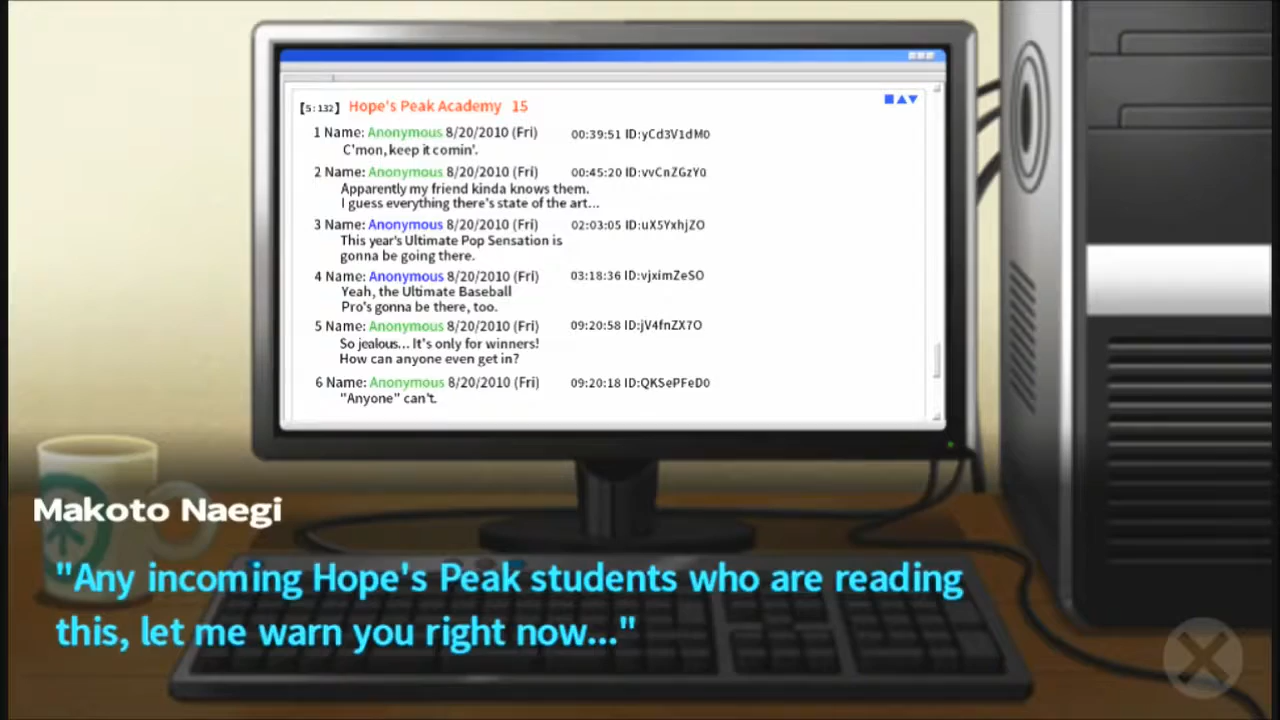 [5:132] Hope's Peak Academy 15
1 Name: Anonymous 8/20/2010 (Fri) 00:39:51 ID:yCd3V1dM0
C'mon, keep it comin'.
2 Name: Anonymous 8/20/2010 (Fri) 00:45:20 ID:vvCnZGzY0
Apparently my friend kinda knows them.
I guess everything there's state of the art...
3 Name: Anonymous 8/20/2010 (Fri) 02:03:05 ID:uX5YxhjZO
This year's Ultimate Pop Sensation is
gonna be going there.
4 Name: Anonymous 8/20/2010 (Fri) 03:18:36 ID:vjximZeSO
Yeah, the Ultimate Baseball
Pro's gonna be there, too.
5 Name: Anonymous 8/20/2010 (Fri) 09:20:58 ID:jV4fnZX7O
So jealous... It's only for winners!
How can anyone even get in?
6 Name: Anonymous 8/20/2010 (Fri) 09:20:18 ID:QKSePFeD0
"Anyone" can't.
Makoto Naegi
"Any incoming Hope's Peak students who are reading
this, let me warn you right now..."